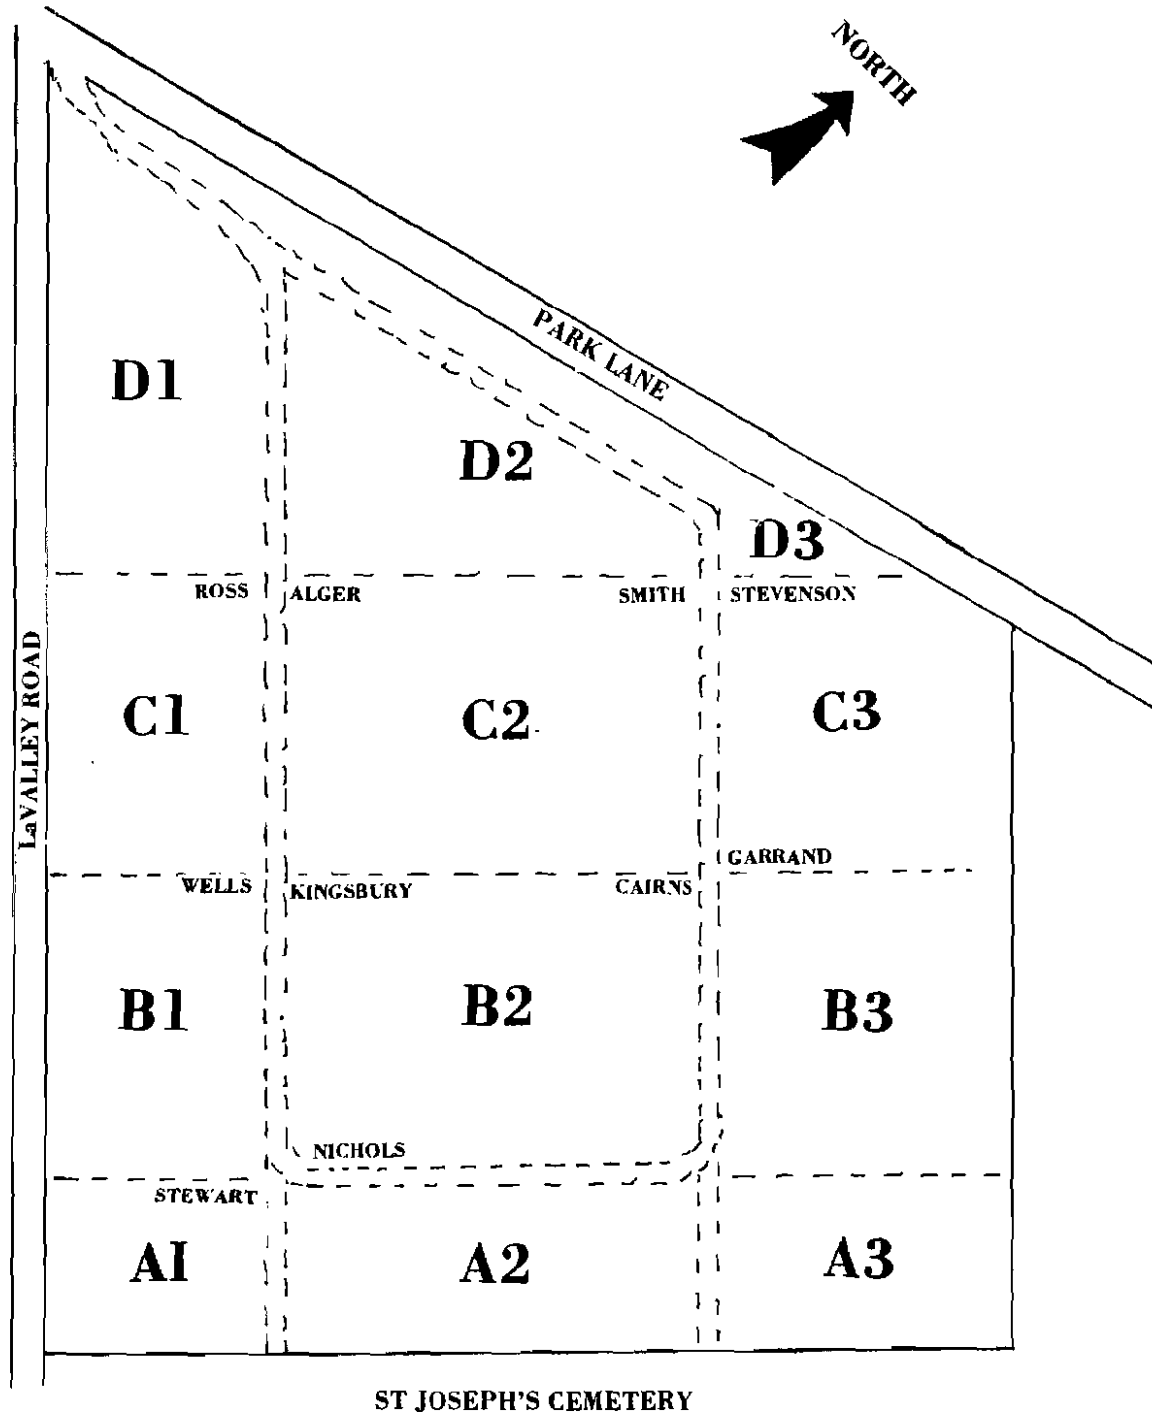 NORTH
PARK LANE
D1
D2
D3
ROSS
ALGER
SMITH
STEVENSON
LaVALLEY ROAD
C1
C2
C3
GARRAND
WELLS
KINGSBURY
CAIRNS
B1
B2
B3
NICHOLS
STEWART
AI
A2
A3
ST JOSEPH'S CEMETERY